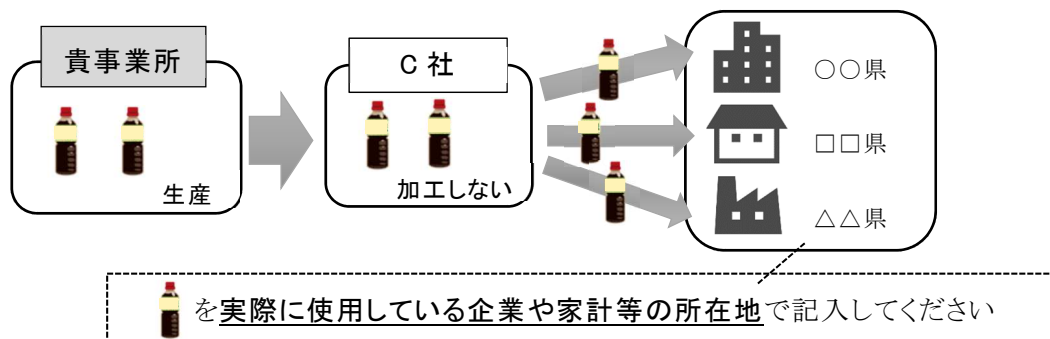 貴事業所
生産
C 社
加工しない
○○県
□□県
△△県
を実際に使用している企業や家計等の所在地で記入してください